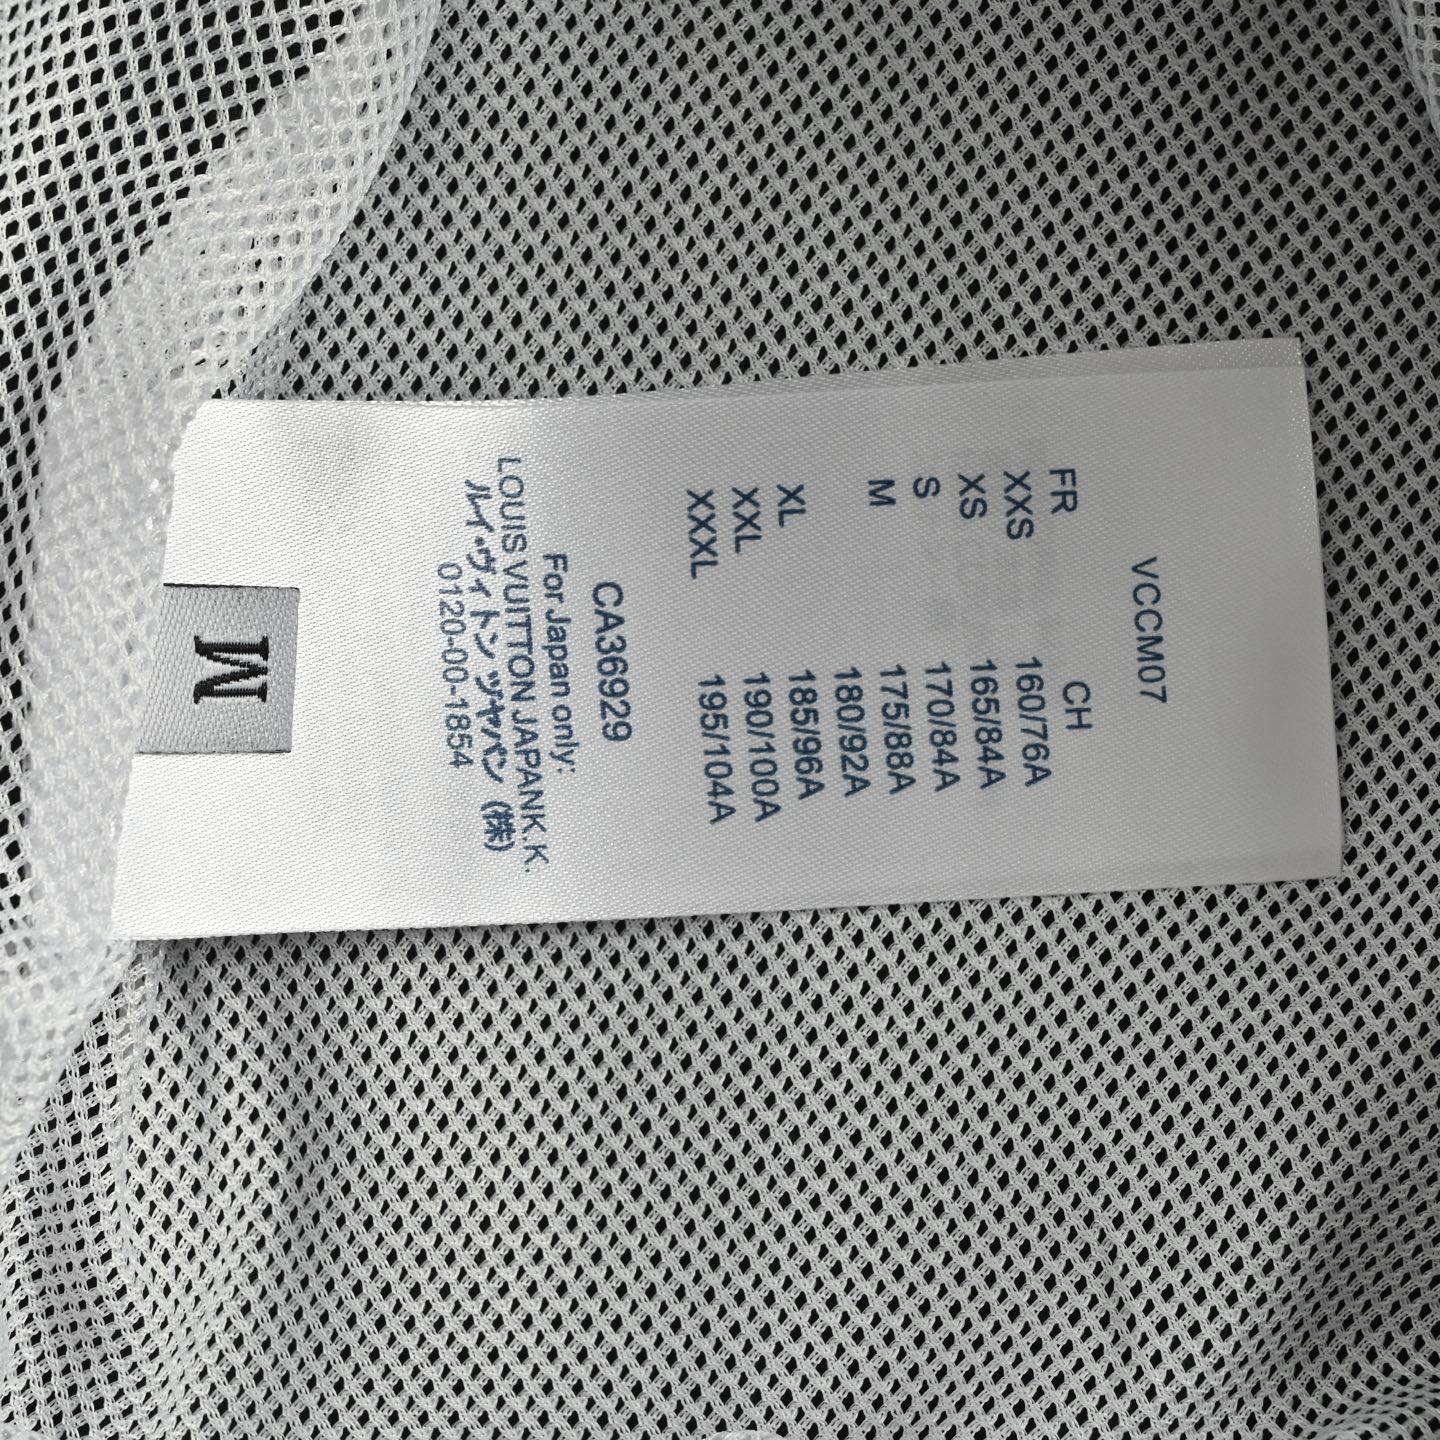 VCCM07
FR CH
XXS 160/76A
XS 165/84A
S 170/84A
M 175/88A
180/92A
XL 185/96A
XXL 190/100A
XXXL 195/104A
CA36929
For Japan only:
LOUIS VUITTON JAPANK.K.
ルイ・ヴィトン ジャパン (株)
0120-00-1854
M